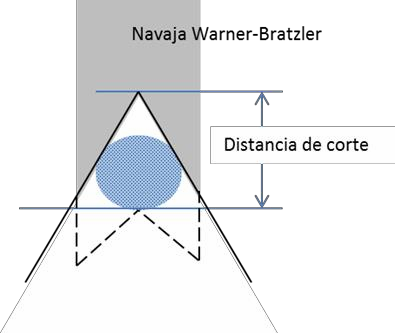 Navaja Warner-Bratzler
Distancia de corte